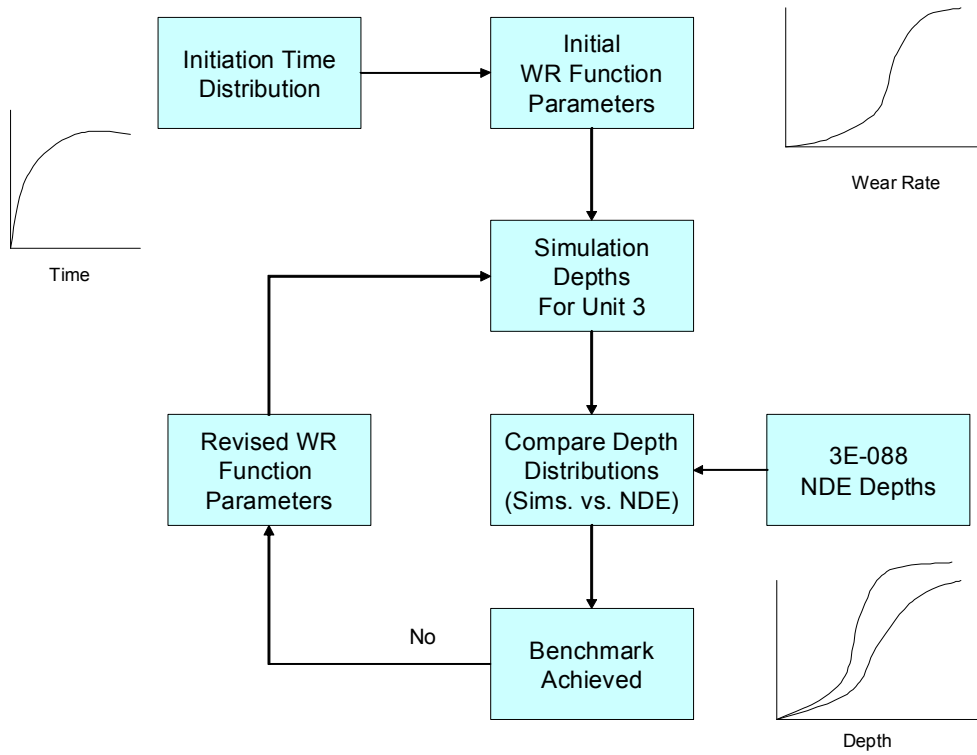 Initiation Time
Distribution
Initial
WR Function
Parameters
Wear Rate
Time
Simulation
Depths
For Unit 3
Revised WR
Function
Parameters
Compare Depth
Distributions
(Sims. vs. NDE)
3E-088
NDE Depths
No
Benchmark
Achieved
Depth